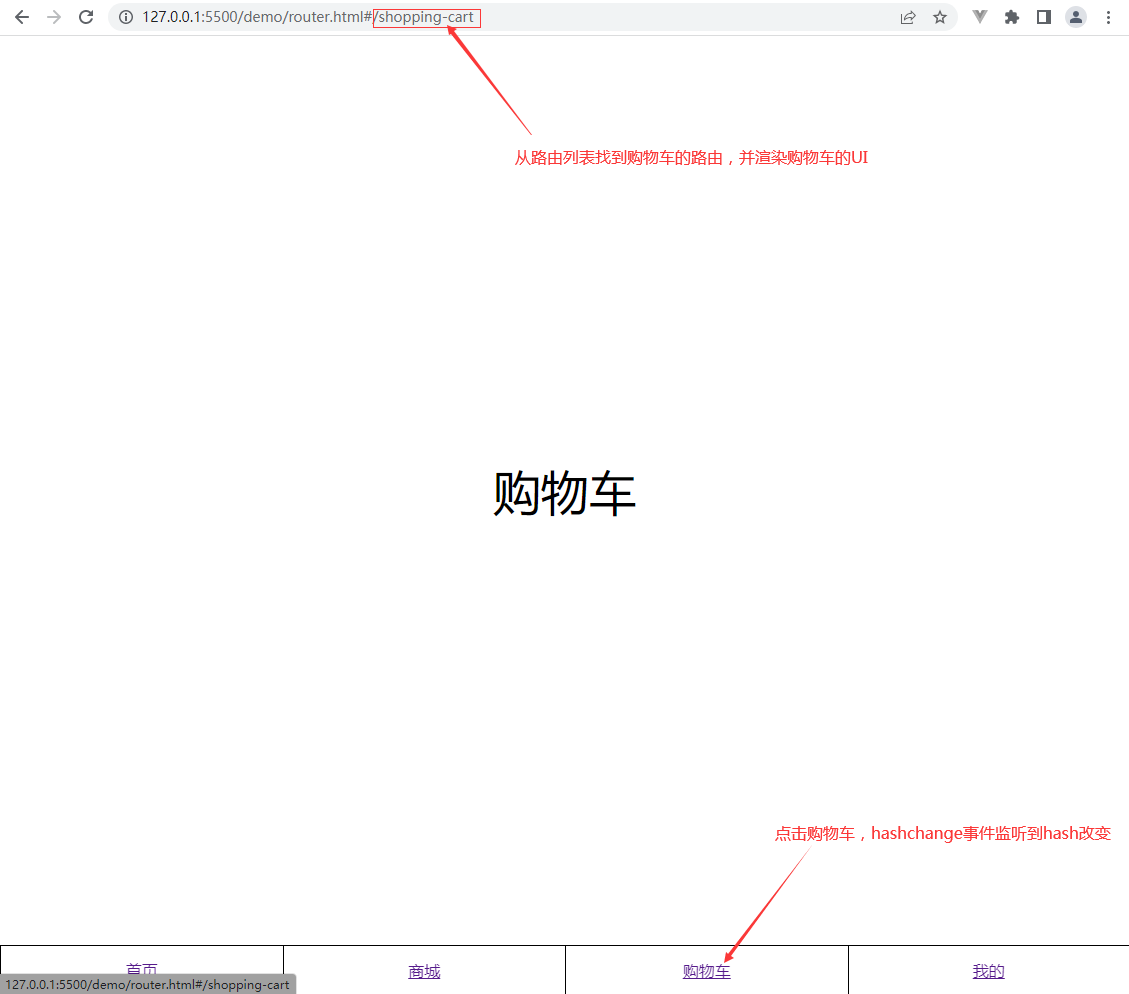 127.0.0.1:5500/demo/router.html#/shopping-cart
从路由列表找到购物车的路由，并渲染购物车的UI
购物车
点击购物车，hashchange事件监听到hash改变
首页 商城 购物车 我的
127.0.0.1:5500/demo/router.html#/shopping-cart